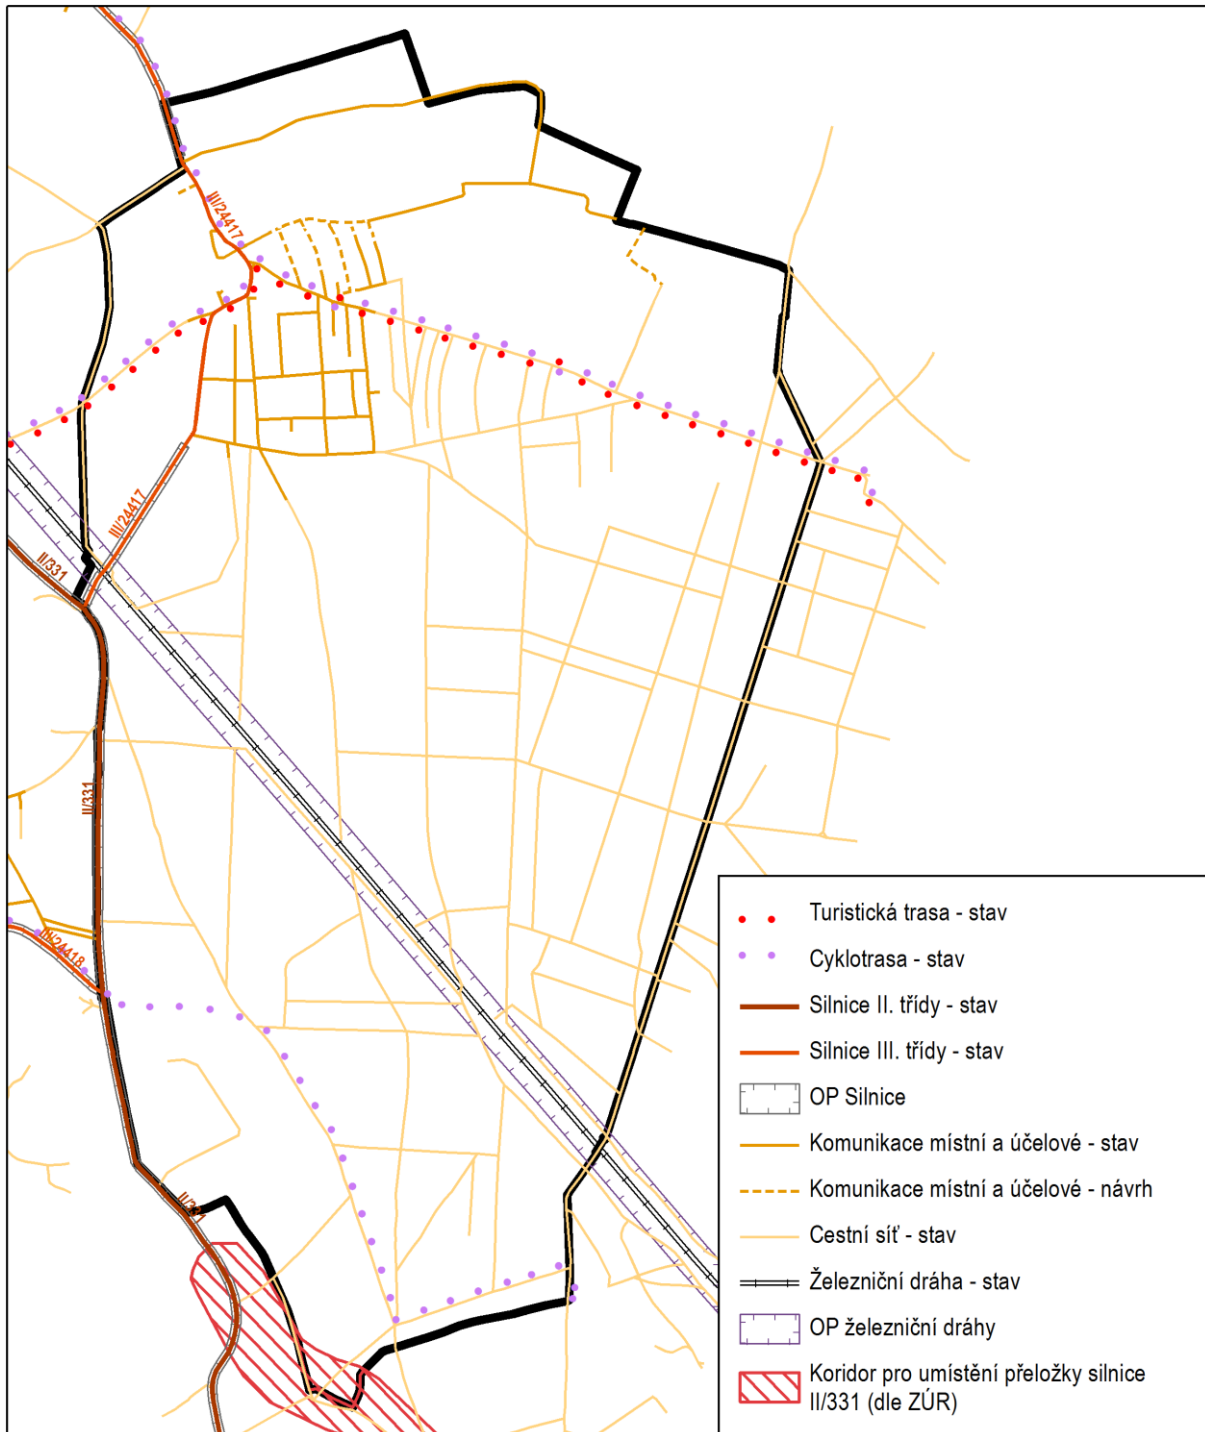 III/24417
III/24417
II/331
II/331
III/24418
II/331
Turistická trasa - stav
Cyklotrasa - stav
Silnice II. třídy - stav
Silnice III. třídy - stav
OP Silnice
Komunikace místní a účelové - stav
Komunikace místní a účelové - návrh
Cestní síť - stav
Železniční dráha - stav
OP železniční dráhy
Koridor pro umístění přeložky silnice
II/331 (dle ZÚR)